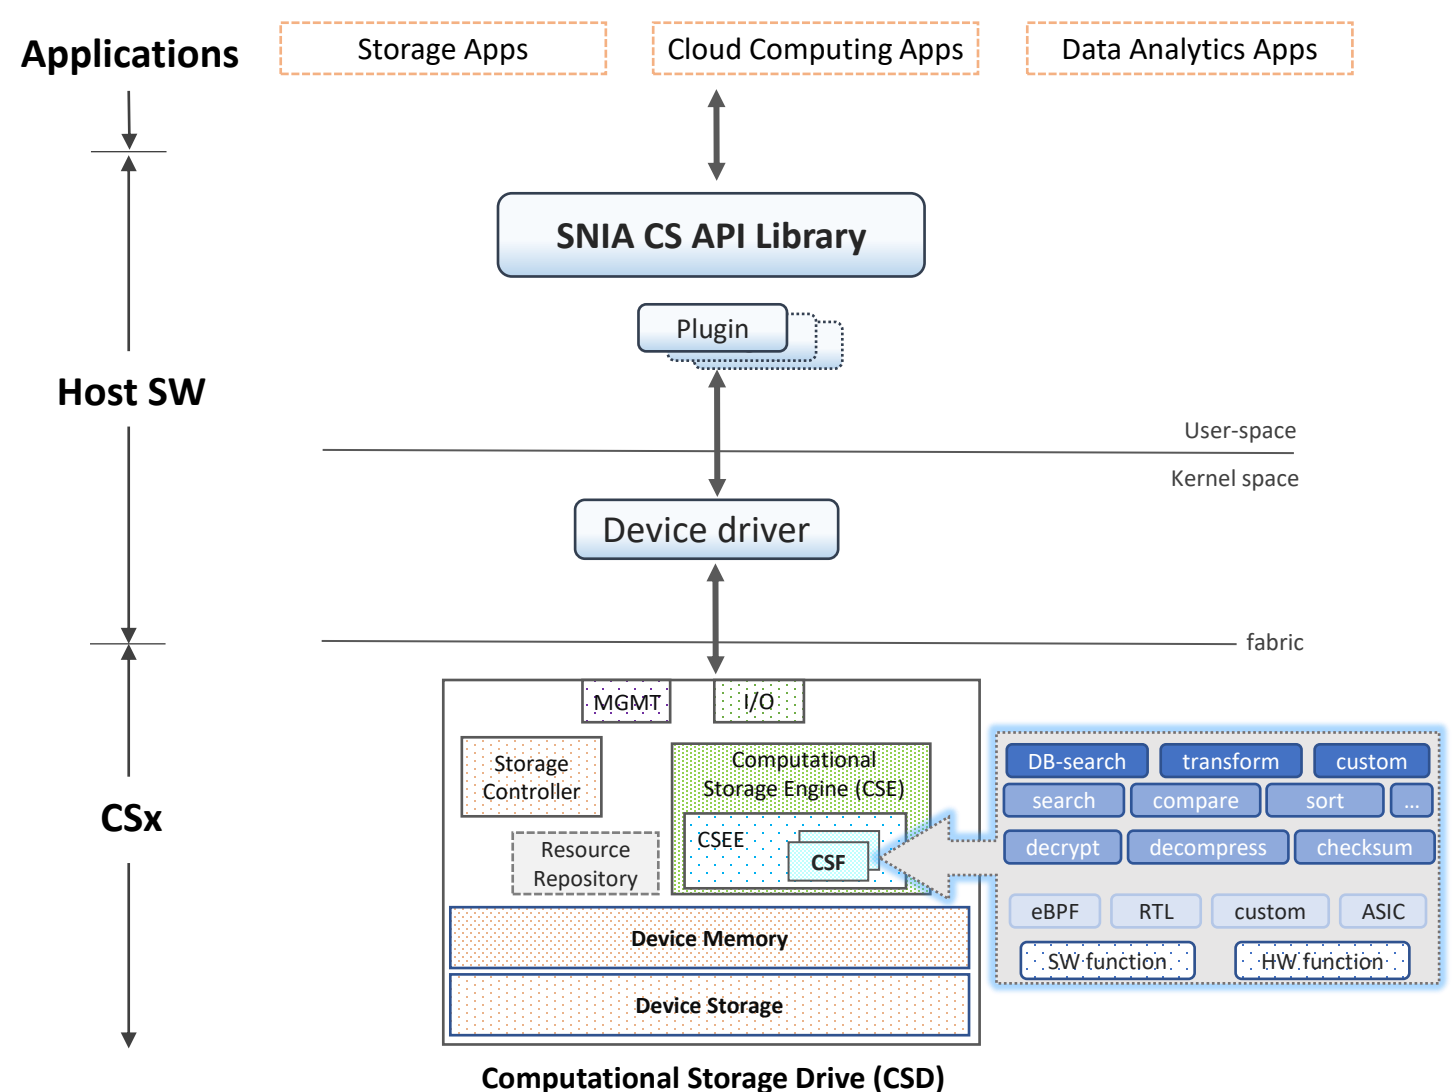 Applications
Storage Apps
Cloud Computing Apps
Data Analytics Apps
SNIA CS API Library
Plugin
Host SW
User-space
Kernel space
Device driver
fabric
MGMT
I/O
Storage
Controller
Computational
Storage Engine (CSE)
CSEE
CSF
Resource
Repository
CSx
Device Memory
Device Storage
DB-search
transform
custom
search
compare
sort
...
decrypt
decompress
checksum
eBPF
RTL
custom
ASIC
SW function
HW function
Computational Storage Drive (CSD)